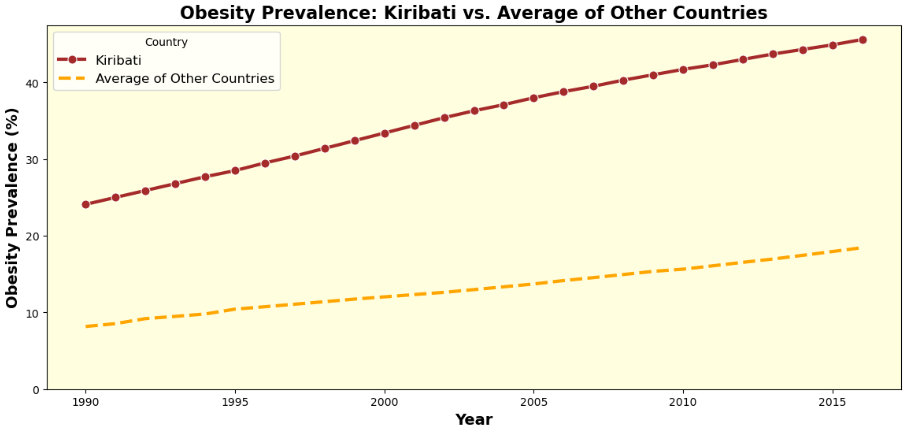 Obesity Prevalence: Kiribati vs. Average of Other Countries
Country
Kiribati
Average of Other Countries
Obesity Prevalence (%)
40
30
20
10
0
1990 1995 2000 2005 2010 2015
Year